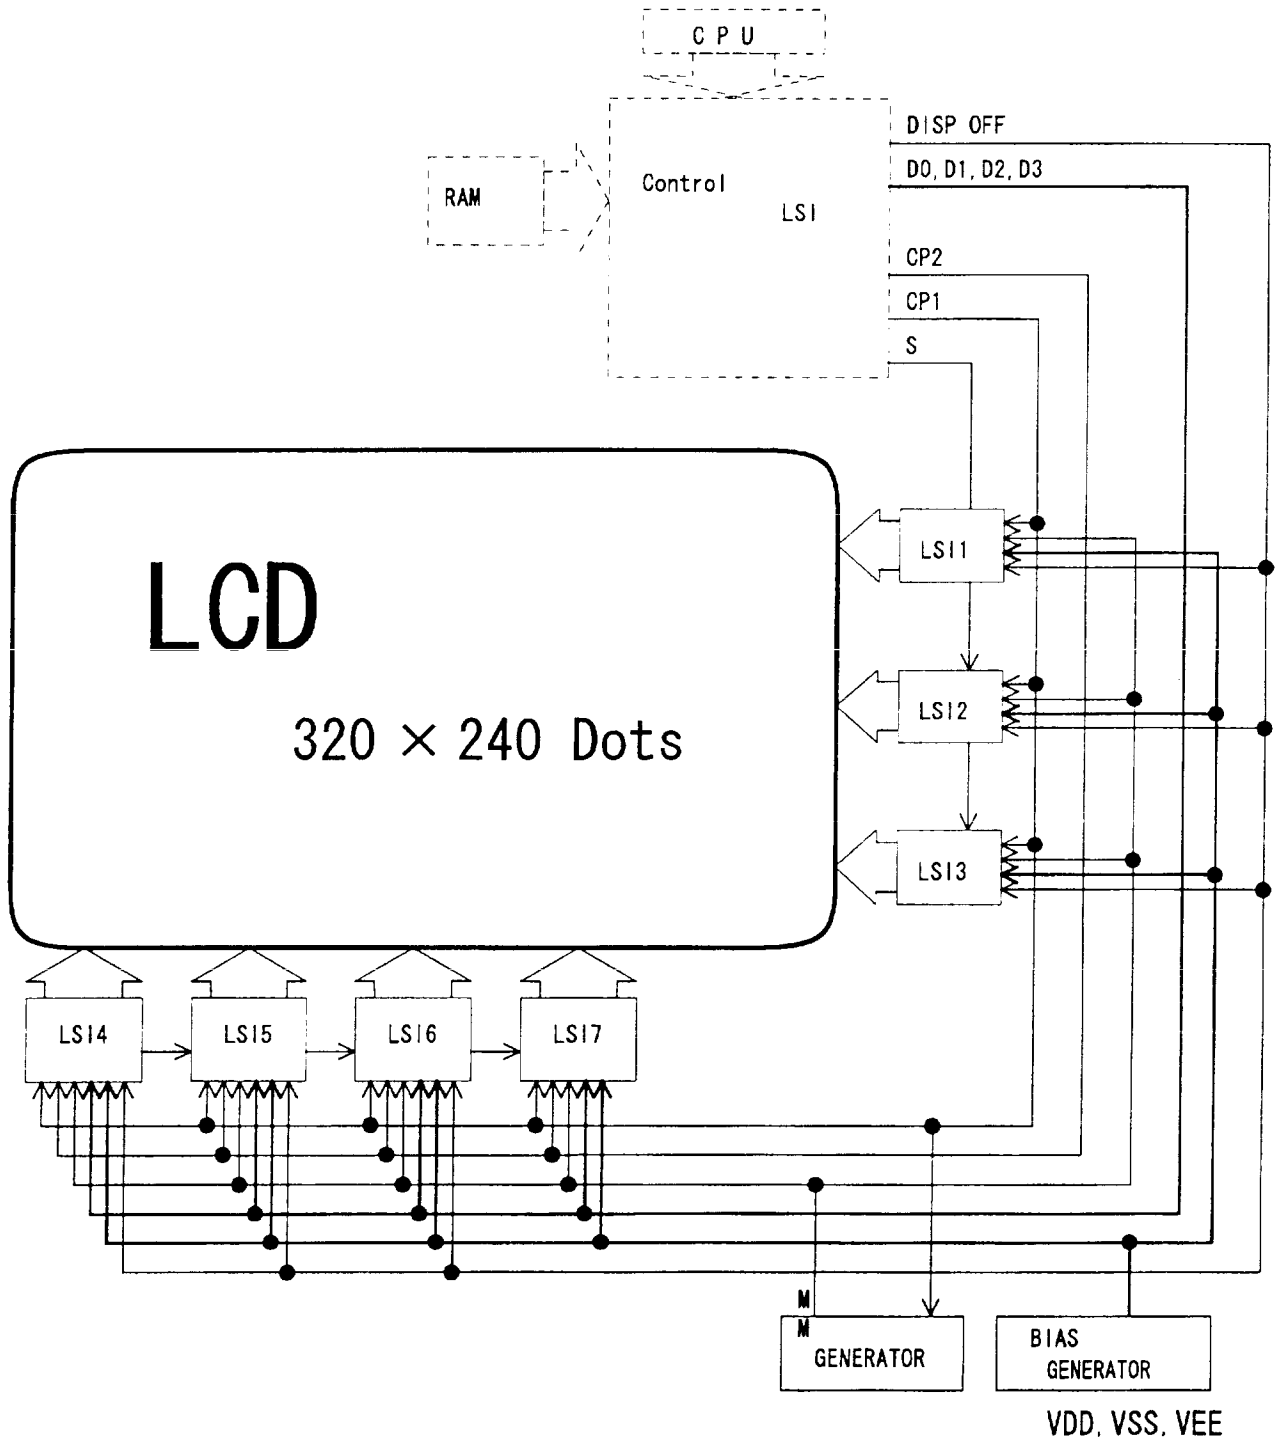 CPU
DISP OFF
D0, D1, D2, D3
Control
LSI
RAM
CP2
CP1
S
LSI1
LCD
LSI2
320 × 240 Dots
LSI3
LSI4
LSI5
LSI6
LSI7
M
M
GENERATOR
BIAS
GENERATOR
VDD, VSS, VEE